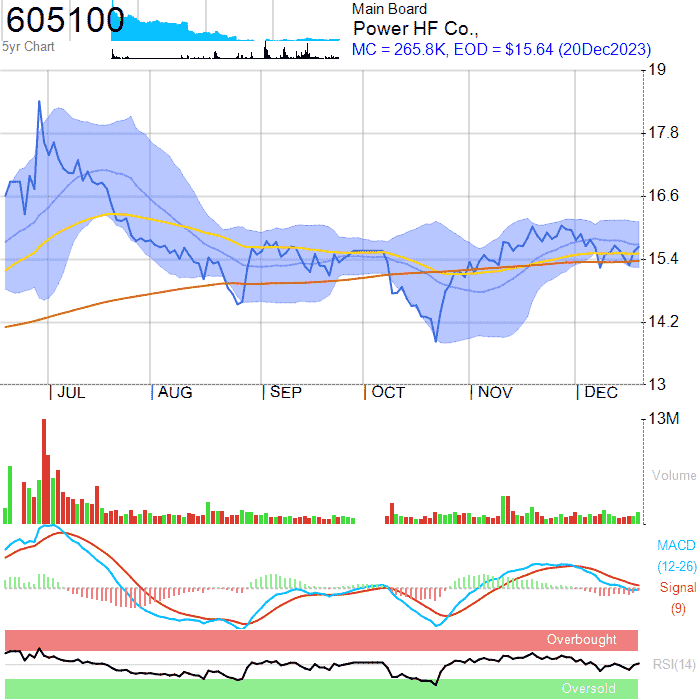 605100
5yr Chart
Main Board
Power HF Co.,
MC = 265.8K, EOD = $15.64 (20Dec2023)
19
17.8
16.6
15.4
14.2
13
JUL AUG SEP OCT NOV DEC
13M
Volume
MACD
(12-26)
Signal
(9)
Overbought
RSI(14)
Oversold